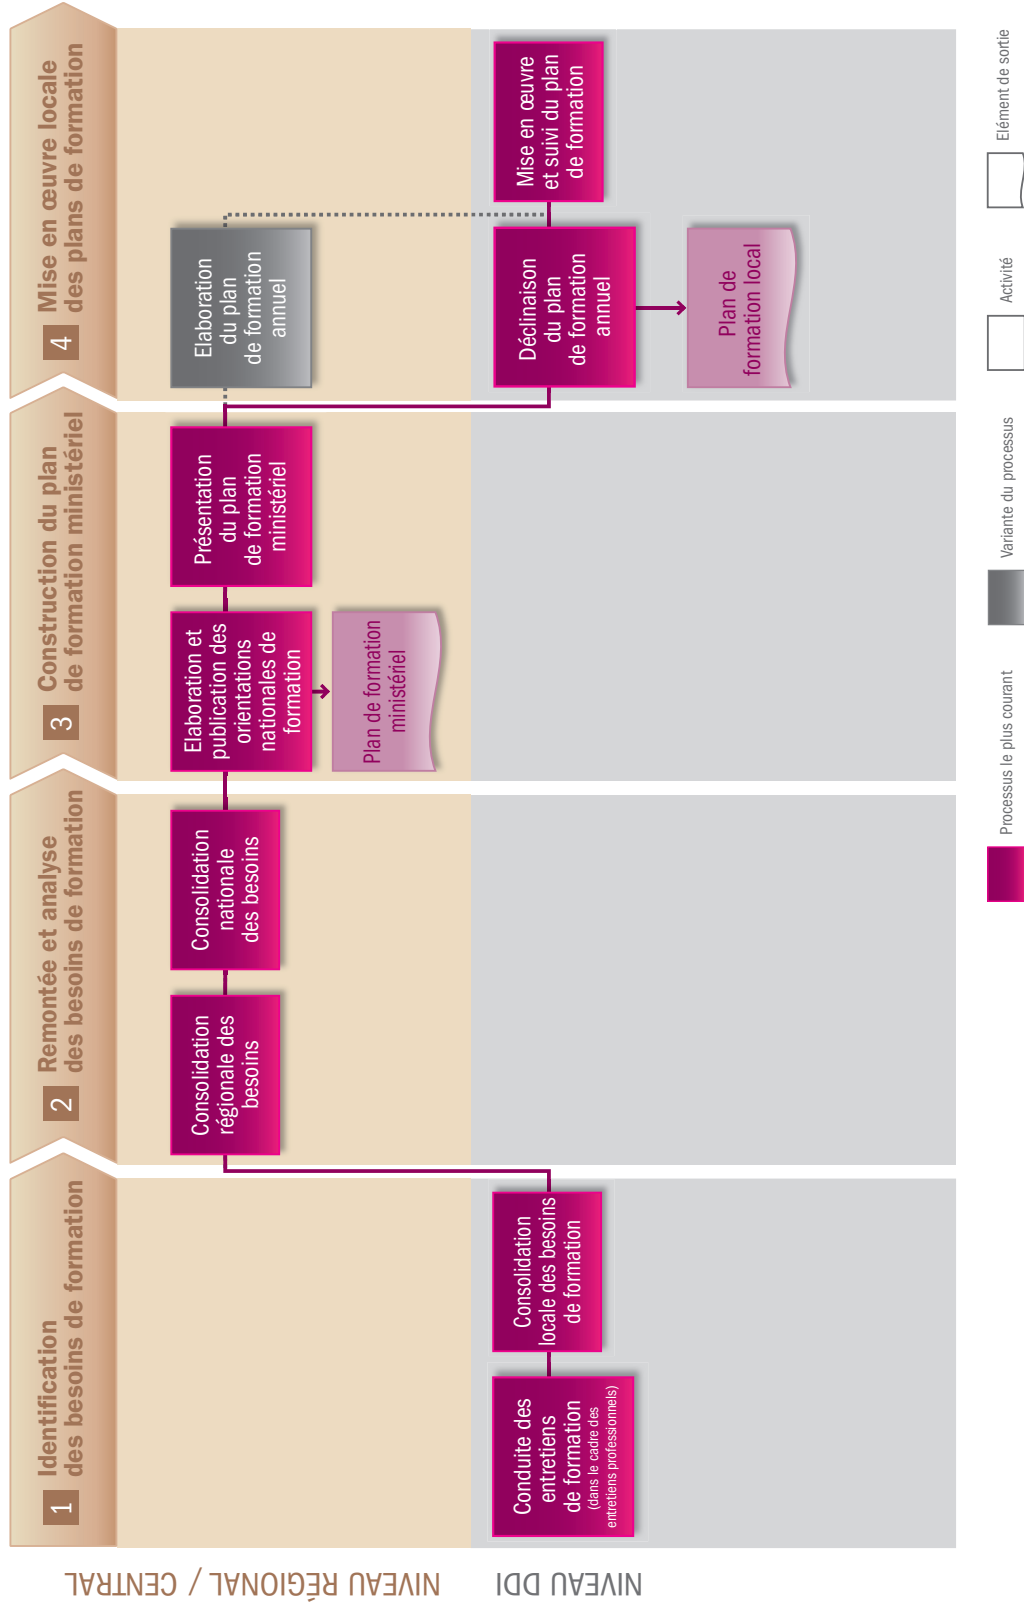 1
Identification
des besoins de formation
2
Remontée et analyse
des besoins de formation
3
Construction du plan
de formation ministériel
4
Mise en œuvre locale
des plans de formation
NIVEAU RÉGIONAL / CENTRAL
Consolidation
régionale des
besoins
Consolidation
nationale
des besoins
Elaboration et
publication des
orientations
nationales de
formation
Plan de formation
ministériel
Présentation
du plan
de formation
ministériel
Elaboration
du plan
de formation
annuel
NIVEAU DDI
Conduite des
entretiens
de formation
(dans le cadre des
entretiens professionnels)
Consolidation
locale des besoins
de formation
Déclinaison
du plan
de formation
annuel
Plan de
formation local
Mise en œuvre
et suivi du plan
de formation
Processus le plus courant
Variante du processus
Activité
Elément de sortie